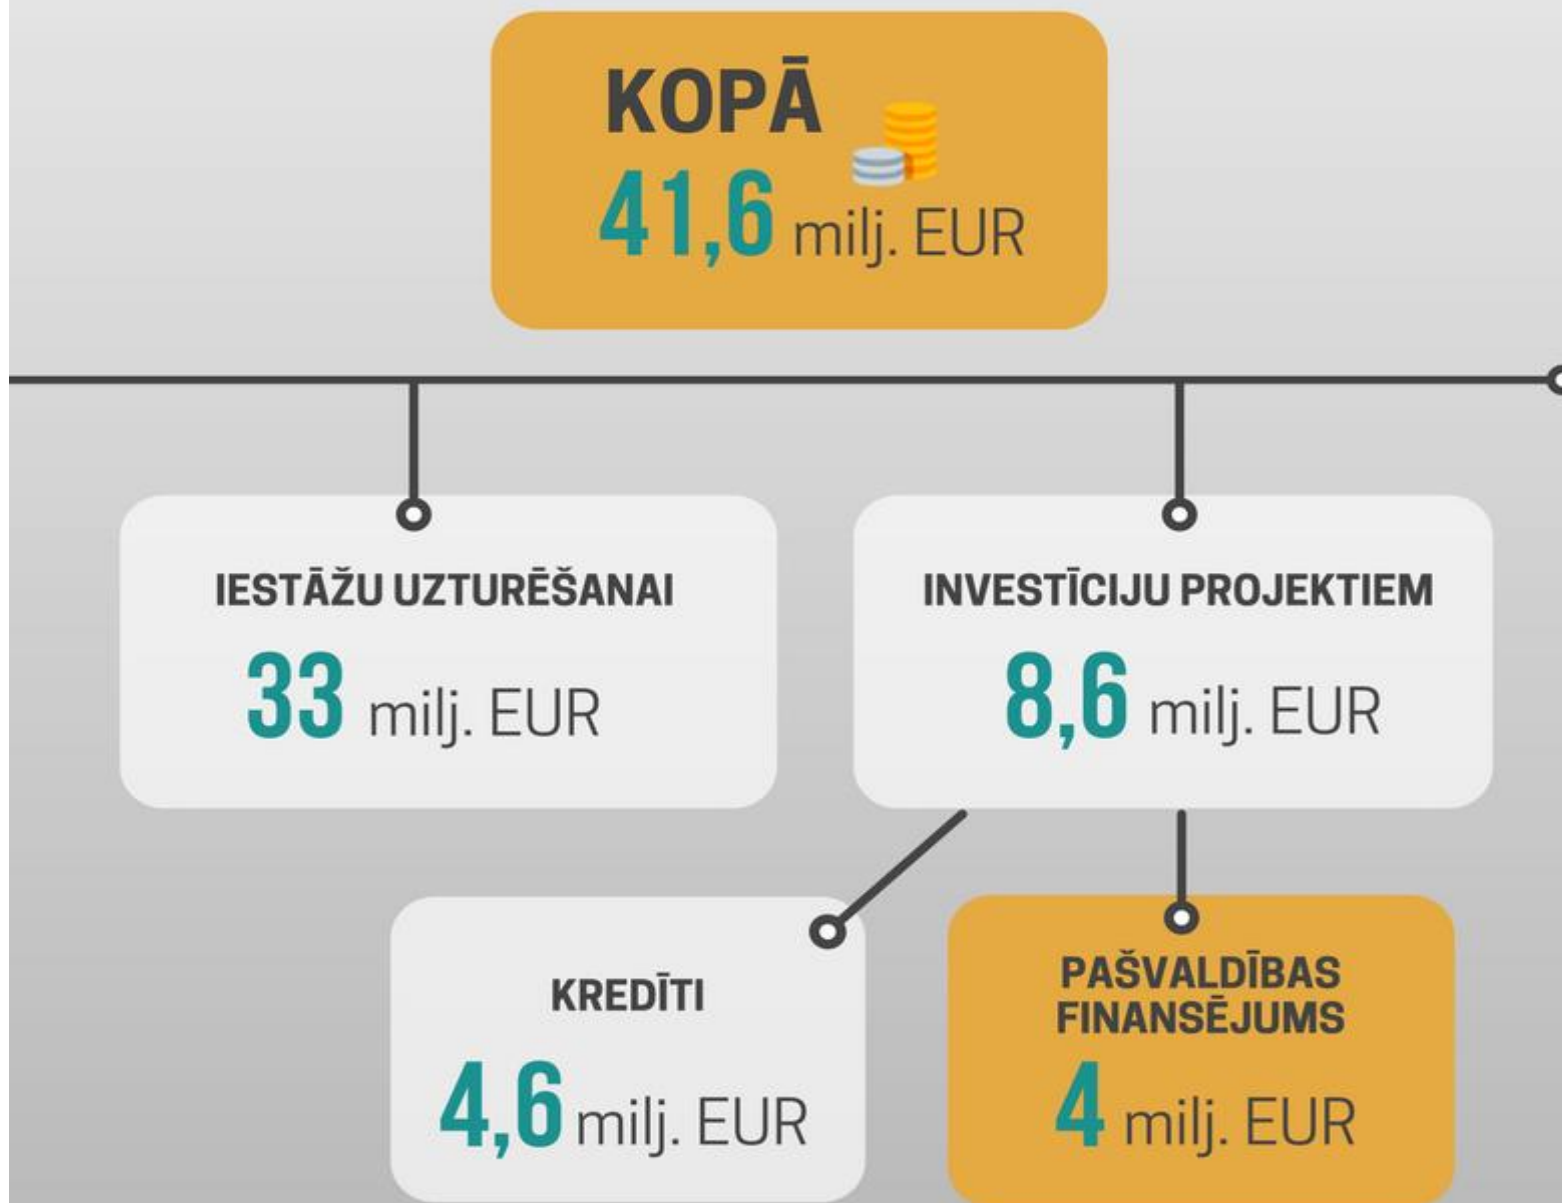 KOPĀ
41,6 milj. EUR
IESTĀŽU UZTURĒŠANAI
33 milj. EUR
INVESTĪCIJU PROJEKTIEM
8,6 milj. EUR
KREDĪTI
4,6 milj. EUR
PAŠVALDĪBAS
FINANSĒJUMS
4 milj. EUR